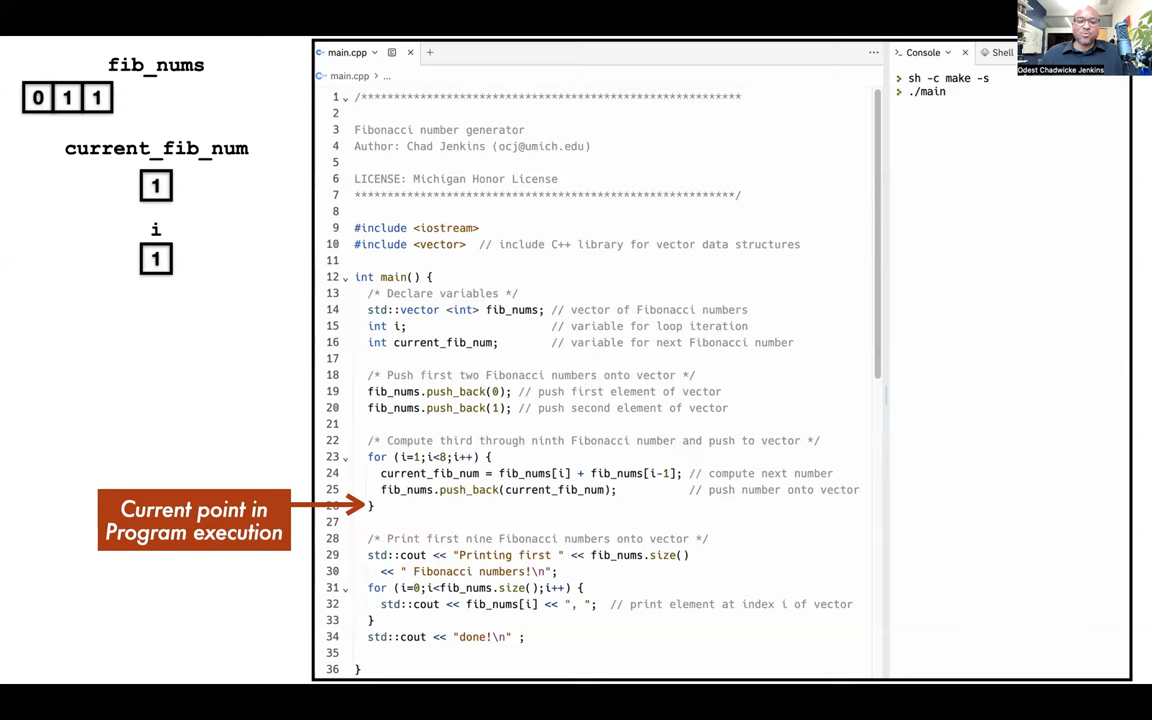 fib_nums
0 1 1
current_fib_num
1
i
1
Current point in
Program execution
main.cpp
main.cpp > ...
1 /***********************************************************
2
3 Fibonacci number generator
4 Author: Chad Jenkins (ocj@umich.edu)
5
6 LICENSE: Michigan Honor License
7 **********************************************************/
8
9 #include <iostream>
10 #include <vector>  // include C++ library for vector data structures
11
12 int main() {
13 /* Declare variables */
14 std::vector <int> fib_nums; // vector of Fibonacci numbers
15 int i; // variable for loop iteration
16 int current_fib_num; // variable for next Fibonacci number
17
18 /* Push first two Fibonacci numbers onto vector */
19 fib_nums.push_back(0); // push first element of vector
20 fib_nums.push_back(1); // push second element of vector
21
22 /* Compute third through ninth Fibonacci number and push to vector */
23 for (i=1;i<8;i++) {
24 current_fib_num = fib_nums[i] + fib_nums[i-1]; // compute next number
25 fib_nums.push_back(current_fib_num); // push number onto vector
26 }
27
28 /* Print first nine Fibonacci numbers onto vector */
29 std::cout << "Printing first " << fib_nums.size()
30 << " Fibonacci numbers!\n";
31 for (i=0;i<fib_nums.size();i++) {
32 std::cout << fib_nums[i] << ", "; // print element at index i of vector
33 }
34 std::cout << "done!\n" ;
35
36 }
Console
Shell
> sh -c make -s
> ./main
Odest Chadwicke Jenkins